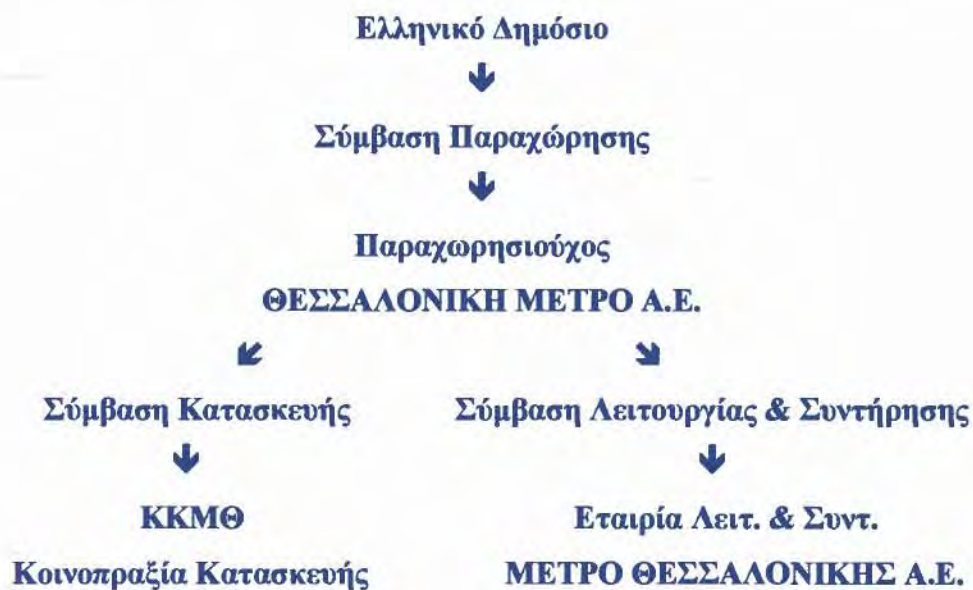 Ελληνικό Δημόσιο
Σύμβαση Παραχώρησης
Παραχωρησιούχος
ΘΕΣΣΑΛΟΝΙΚΗ ΜΕΤΡΟ Α.Ε.
Σύμβαση Κατασκευής
Σύμβαση Λειτουργίας & Συντήρησης
ΚΚΜΘ
Εταιρία Λειτ. & Συντ.
Κοινοπραξία Κατασκευής
ΜΕΤΡΟ ΘΕΣΣΑΛΟΝΙΚΗΣ Α.Ε.